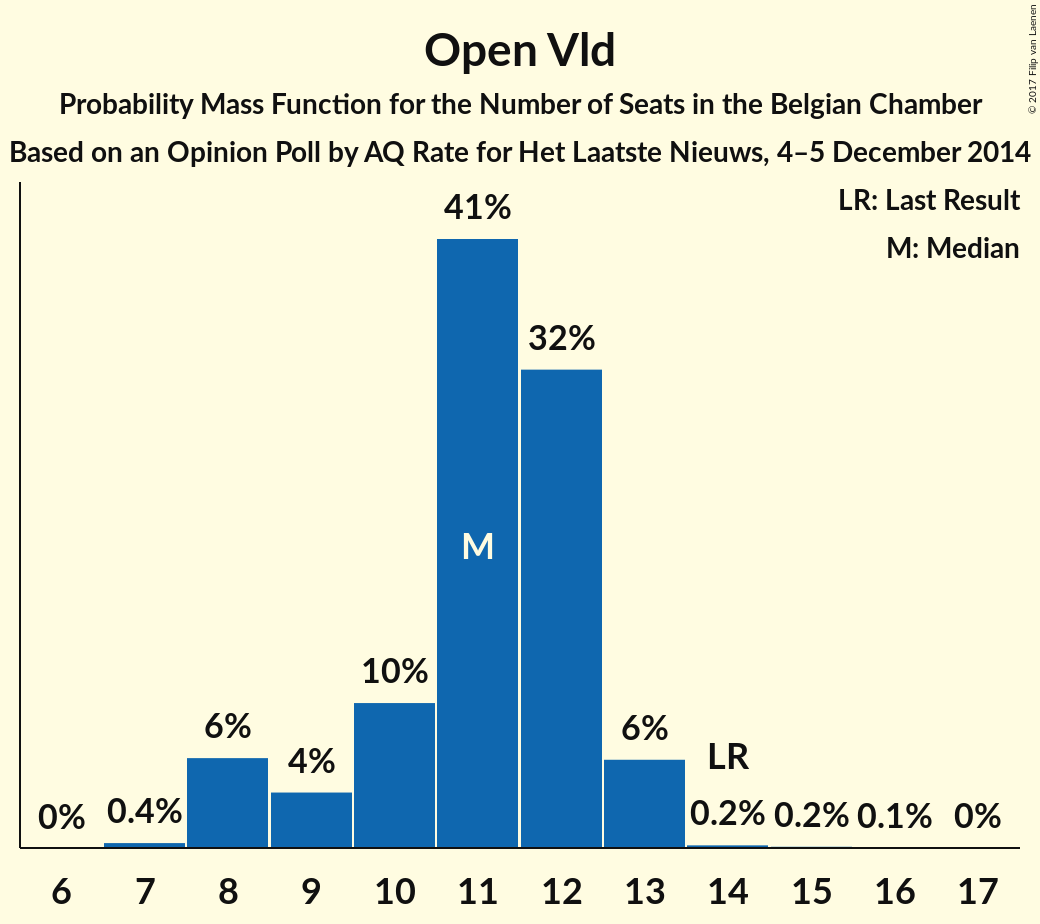 Open Vld
Probability Mass Function for the Number of Seats in the Belgian Chamber
Based on an Opinion Poll by AQ Rate for Het Laatste Nieuws, 4–5 December 2014
© 2017 Filip van Laenen
LR: Last Result
M: Median
41%
32%
M
10%
6%
6%
4%
LR
0%
0.4%
0.2%
0.2%
0.1%
0%
6 7 8 9 10 11 12 13 14 15 16 17